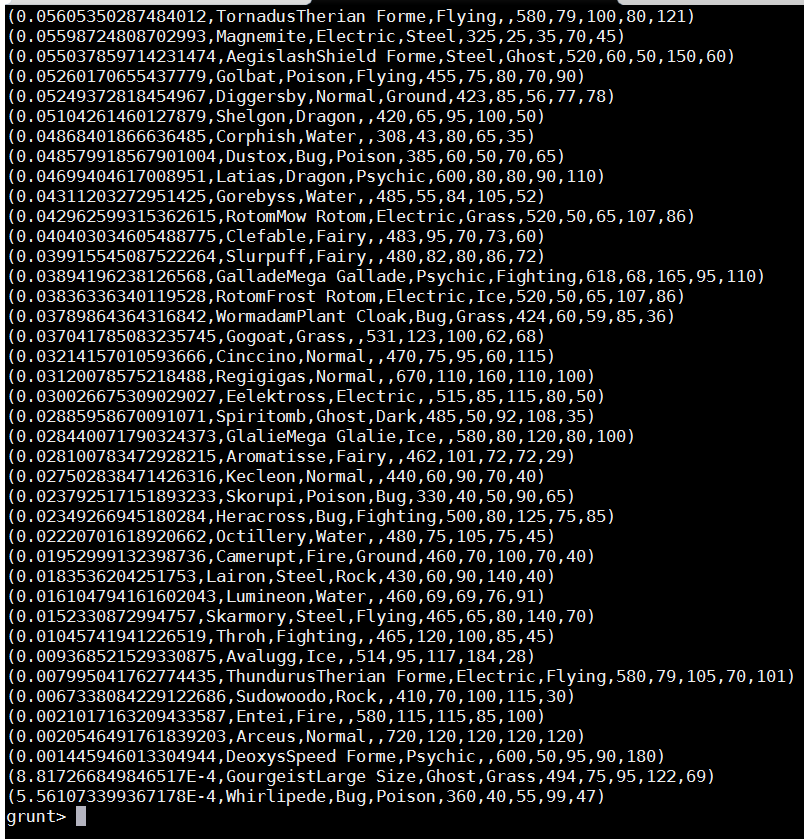 (0.05605350287484012,TornadusTherian Forme,Flying,,580,79,100,80,121)
(0.05598724808702993,Magnemite,Electric,Steel,325,25,35,70,45)
(0.055037859714231474,AegislashShield Forme,Steel,Ghost,520,60,50,150,60)
(0.05260170655437779,Golbat,Poison,Flying,455,75,80,70,90)
(0.05249372818454967,Diggersby,Normal,Ground,423,85,56,77,78)
(0.05104261460127879,Shelgon,Dragon,,420,65,95,100,50)
(0.04868401866636485,Corphish,Water,,308,43,80,65,35)
(0.048579918567901004,Dustox,Bug,Poison,385,60,50,70,65)
(0.04699404617008951,Latias,Dragon,Psychic,600,80,80,90,110)
(0.04311203272951425,Gorebyss,Water,,485,55,84,105,52)
(0.042962599315362615,RotomMow Rotom,Electric,Grass,520,50,65,107,86)
(0.040403034605488775,Clefable,Fairy,,483,95,70,73,60)
(0.039915545087522264,Slurpuff,Fairy,,480,82,80,86,72)
(0.03894196238126568,GalladeMega Gallade,Psychic,Fighting,618,68,165,95,110)
(0.03836336340119528,RotomFrost Rotom,Electric,Ice,520,50,65,107,86)
(0.03789864364316842,WormadamPlant Cloak,Bug,Grass,424,60,59,85,36)
(0.037041785083235745,Gogoat,Grass,,531,123,100,62,68)
(0.03214157010593666,Cinccino,Normal,,470,75,95,60,115)
(0.03120078575218488,Regigigas,Normal,,670,110,160,110,100)
(0.030026675309029027,Eelektross,Electric,,515,85,115,80,50)
(0.02885958670091071,Spiritomb,Ghost,Dark,485,50,92,108,35)
(0.028440071790324373,GlalieMega Glalie,Ice,,580,80,120,80,100)
(0.028100783472928215,Aromatisse,Fairy,,462,101,72,72,29)
(0.027502838471426316,Kecleon,Normal,,440,60,90,70,40)
(0.023792517151893233,Skorupi,Poison,Bug,330,40,50,90,65)
(0.02349266945180284,Heracross,Bug,Fighting,500,80,125,75,85)
(0.02220701618920662,Octillery,Water,,480,75,105,75,45)
(0.01952999132398736,Camerupt,Fire,Ground,460,70,100,70,40)
(0.0183536204251753,Lairon,Steel,Rock,430,60,90,140,40)
(0.016104794161602043,Lumineon,Water,,460,69,69,76,91)
(0.0152330872994757,Skarmory,Steel,Flying,465,65,80,140,70)
(0.01045741941226519,Throh,Fighting,,465,120,100,85,45)
(0.009368521529330875,Avalugg,Ice,,514,95,117,184,28)
(0.007995041762774435,ThundurusTherian Forme,Electric,Flying,580,79,105,70,101)
(0.0067338084229122686,Sudowoodo,Rock,,410,70,100,115,30)
(0.0021017163209433587,Entei,Fire,,580,115,115,85,100)
(0.0020546491761839203,Arceus,Normal,,720,120,120,120,120)
(0.001445946013304944,DeoxysSpeed Forme,Psychic,,600,50,95,90,180)
(8.817266849846517E-4,GourgeistLarge Size,Ghost,Grass,494,75,95,122,69)
(5.561073399367178E-4,Whirlipede,Bug,Poison,360,40,55,99,47)
grunt>